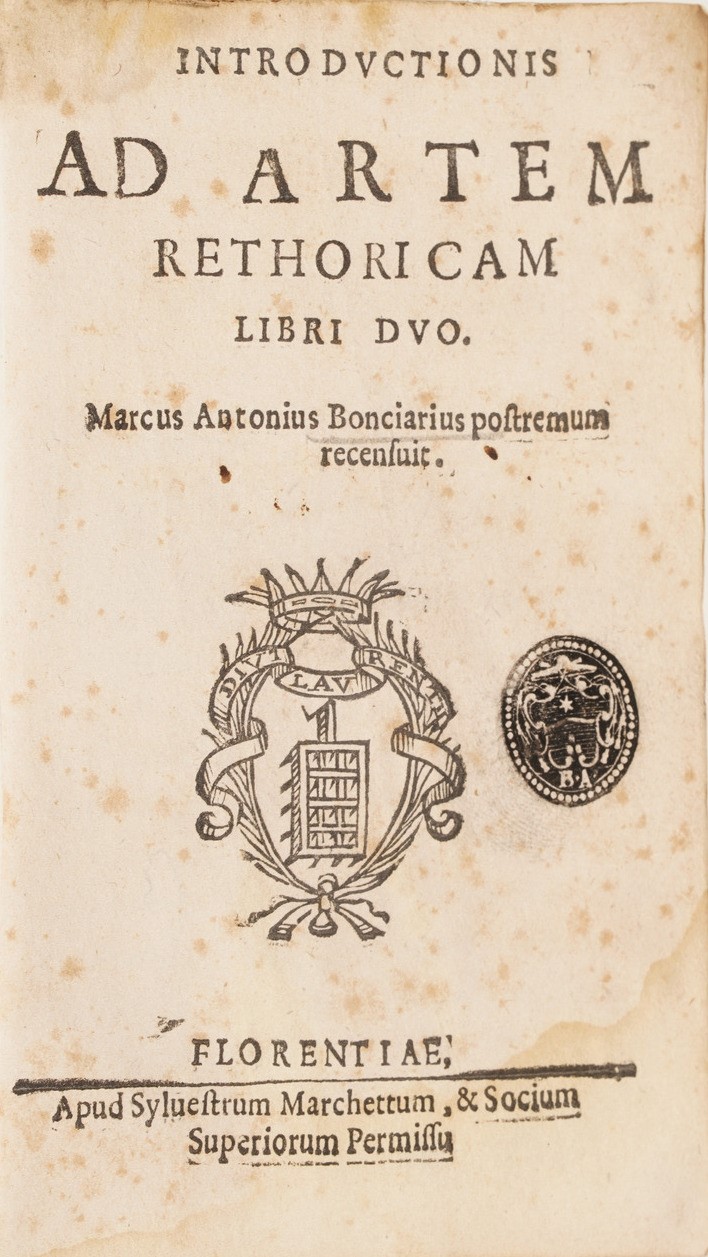 INTRODVCTIONIS
AD ARTEM
RETHORICAM
LIBRI DVO.
Marcus Antonius Bonciarius poſtremum
recenſuit.
DIVT
LAV
B·A
FLORENTIAE,
Apud Sylueſtrum Marchettum, & Socium
Superiorum Permiſſu